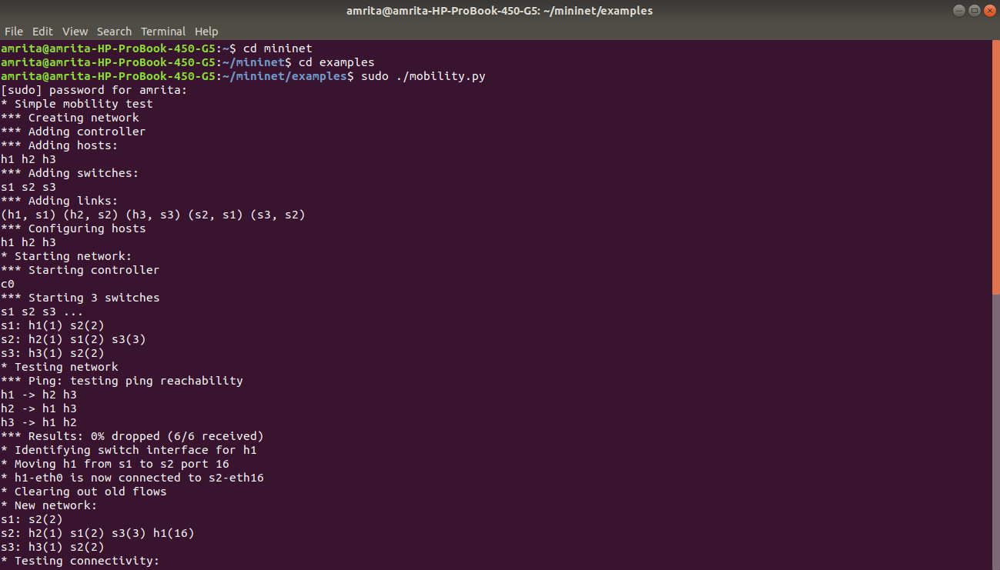 amrita@amrita-HP-ProBook-450-G5: ~/mininet/examples
File Edit View Search Terminal Help
amrita@amrita-HP-ProBook-450-G5:~$ cd mininet
amrita@amrita-HP-ProBook-450-G5:~/mininet$ cd examples
amrita@amrita-HP-ProBook-450-G5:~/mininet/examples$ sudo ./mobility.py
[sudo] password for amrita:
* Simple mobility test
*** Creating network
*** Adding controller
*** Adding hosts:
h1 h2 h3
*** Adding switches:
s1 s2 s3
*** Adding links:
(h1, s1) (h2, s2) (h3, s3) (s2, s1) (s3, s2)
*** Configuring hosts
h1 h2 h3
* Starting network:
*** Starting controller
c0
*** Starting 3 switches
s1 s2 s3 ...
s1: h1(1) s2(2)
s2: h2(1) s1(2) s3(3)
s3: h3(1) s2(2)
* Testing network
*** Ping: testing ping reachability
h1 -> h2 h3
h2 -> h1 h3
h3 -> h1 h2
*** Results: 0% dropped (6/6 received)
* Identifying switch interface for h1
* Moving h1 from s1 to s2 port 16
* h1-eth0 is now connected to s2-eth16
* Clearing out old flows
* New network:
s1: s2(2)
s2: h2(1) s1(2) s3(3) h1(16)
s3: h3(1) s2(2)
* Testing connectivity: